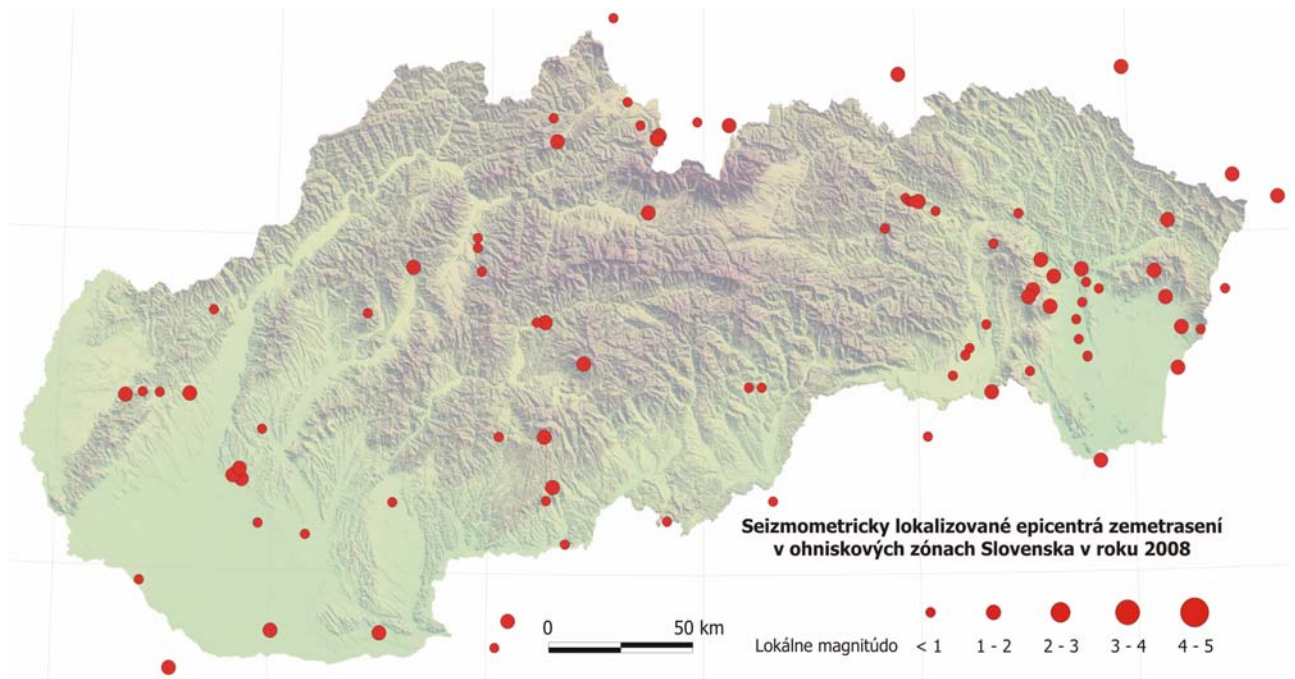 Seizmometricky lokalizované epicentrá zemetrasení
v ohniskových zónach Slovenska v roku 2008
0 50 km
Lokálne magnitúdo < 1 1 - 2 2 - 3 3 - 4 4 - 5